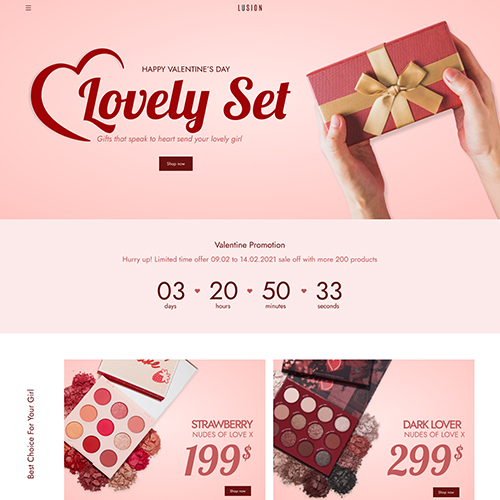 LUSION
HAPPY VALENTINE'S DAY
Lovely Set
Gifts that speak to heart send your lovely girl
Shop now
Valentine Promotion
Hurry up! Limited time offer 09.02 to 14.02.2021 sale off with more 200 products
03 20 50 33
days hours minutes seconds
Best Choice For Your Girl
STRAWBERRY
NUDES OF LOVE X
199$
Shop now
DARK LOVER
NUDES OF LOVE X
299$
Shop now